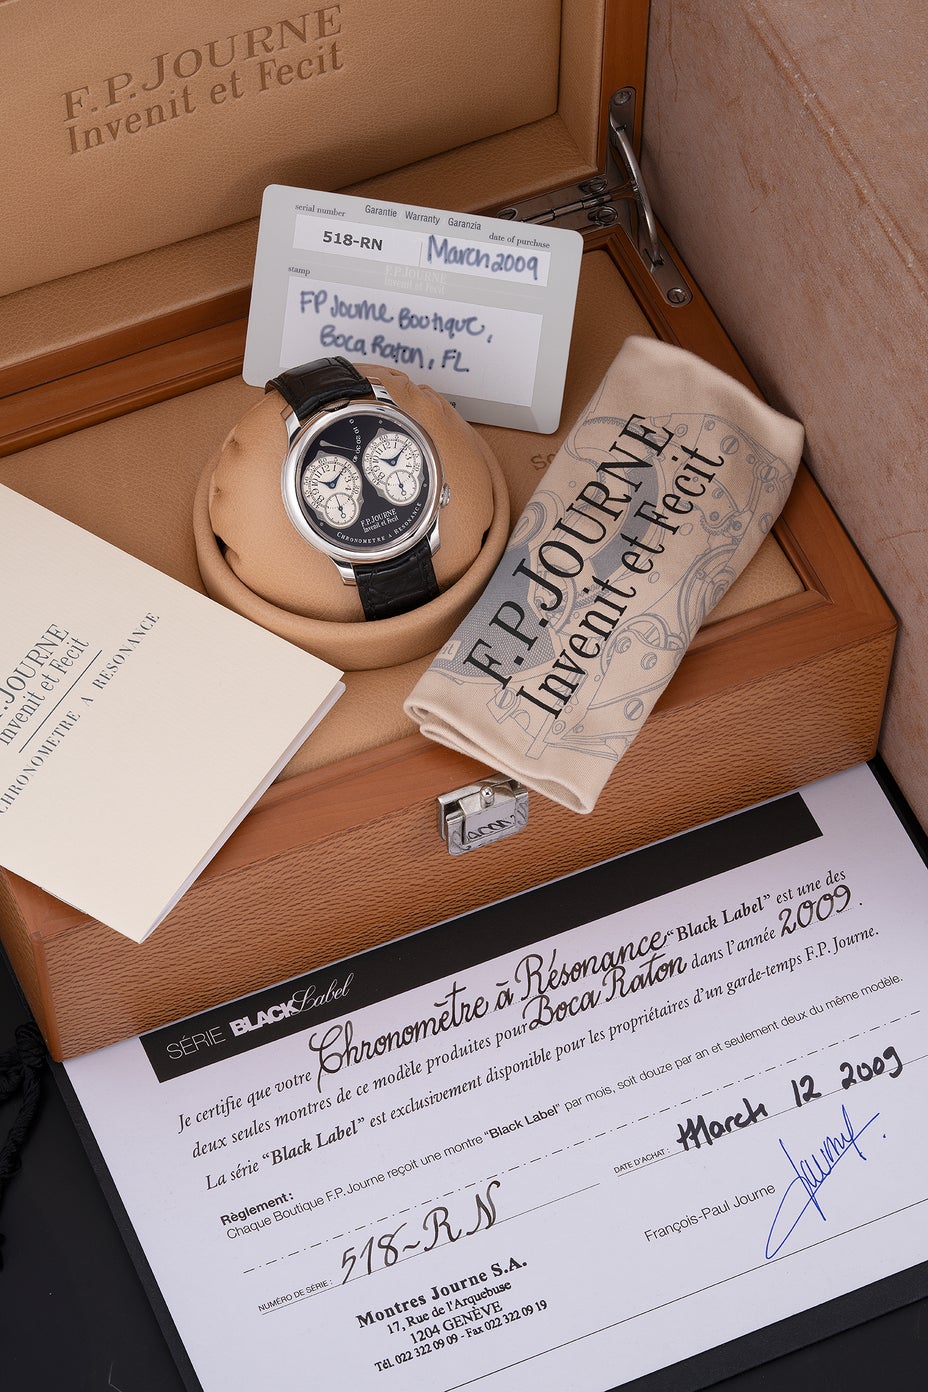 F.P.JOURNE
Invenit et Fecit
serial number
Garantie Warranty Garanzia
date of purchase
518-RN
March 2009
stamp
F.P.JOURNE
Invenit et Fecit
FP Journe Boutique,
Boca Raton, FL
F.P.JOURNE
Invenit et Fecit
CHRONOMETRE A RESONANCE
F.P.JOURNE
Invenit et Fecit
.P.JOURNE
Invenit et Fecit
CHRONOMETRE A RESONANCE
SÉRIE BLACK Label
Je certifie que votre Chronomètre à Résonance "Black Label" est une des
deux seules montres de ce modèle produites pour Boca Raton dans l'année 2009.
La série "Black Label" est exclusivement disponible pour les propriétaires d'un garde-temps F.P. Journe.
Règlement:
Chaque Boutique F.P. Journe reçoit une montre "Black Label" par mois, soit douze par an et seulement deux du même modèle.
NUMÉRO DE SÉRIE : 518-RN
DATE D'ACHAT : March 12 2009
François-Paul Journe
Journe
Montres Journe S.A.
17, Rue de l'Arquebuse
1204 GENÈVE
Tél. 022 322 09 09 - Fax 022 322 09 19